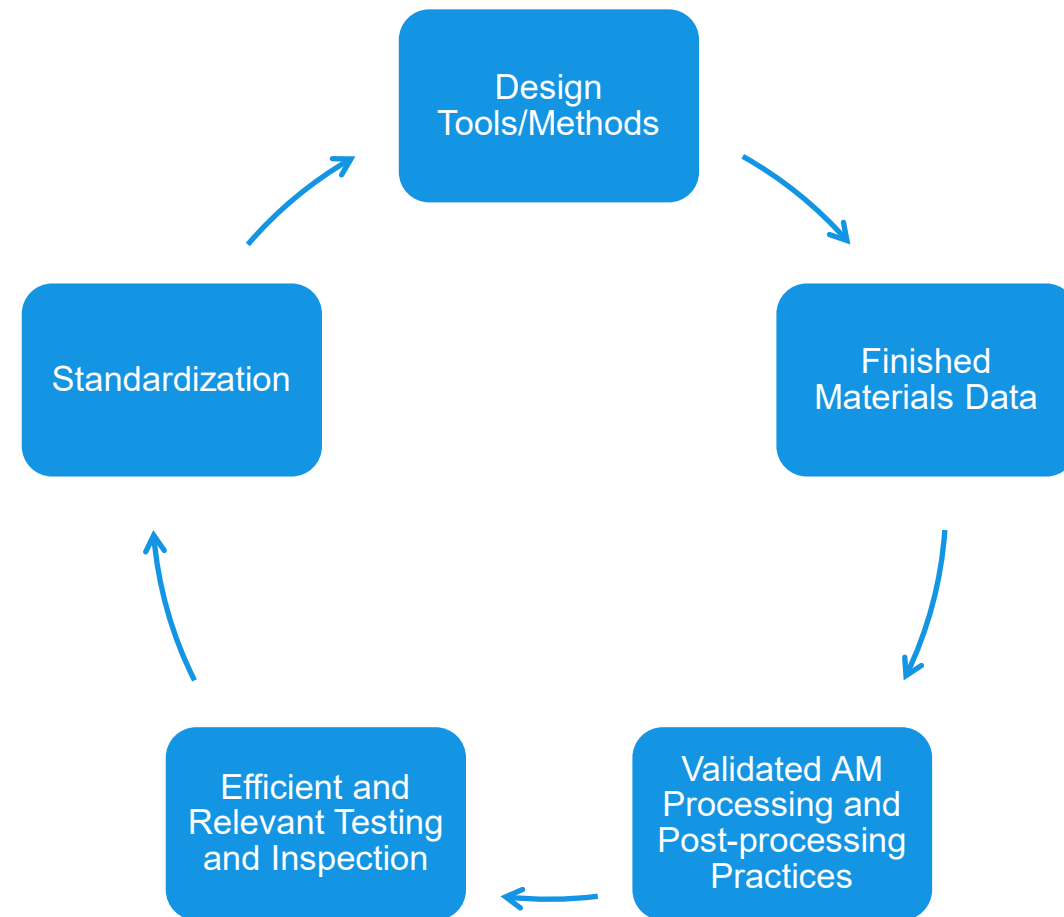 Design
Tools/Methods
Finished
Materials Data
Validated AM
Processing and
Post-processing
Practices
Efficient and
Relevant Testing
and Inspection
Standardization